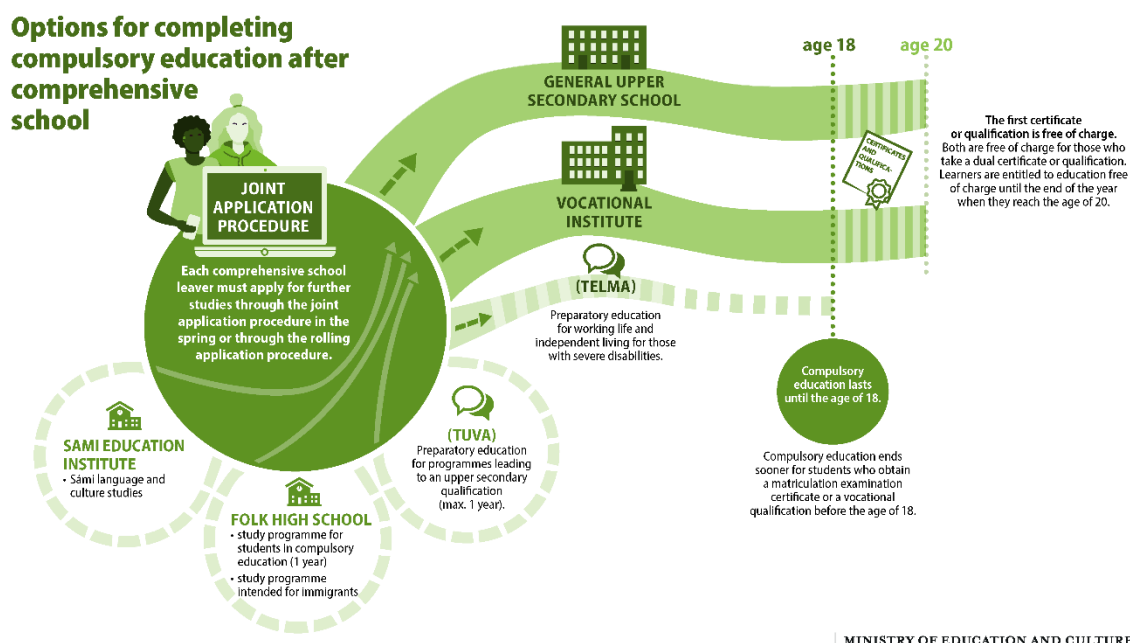 Options for completing
compulsory education after
comprehensive
school
JOINT
APPLICATION
PROCEDURE
Each comprehensive school
leaver must apply for further
studies through the joint
application procedure in the
spring or through the rolling
application procedure.
GENERAL UPPER
SECONDARY SCHOOL
VOCATIONAL
INSTITUTE
(TELMA)
Preparatory education
for working life and
independent living for those
with severe disabilities.
age 18
age 20
CERTIFICATES
AND
QUALIFICA-
TIONS
The first certificate
or qualification is free of charge.
Both are free of charge for those who
take a dual certificate or qualification.
Learners are entitled to education free
of charge until the end of the year
when they reach the age of 20.
Compulsory
education lasts
until the age of 18.
Compulsory education ends
sooner for students who obtain
a matriculation examination
certificate or a vocational
qualification before the age of 18.
SAMI EDUCATION
INSTITUTE
• Sámi language and
culture studies
FOLK HIGH SCHOOL
• study programme for
students in compulsory
education (1 year)
• study programme
intended for immigrants
(TUVA)
Preparatory education
for programmes leading
to an upper secondary
qualification
(max. 1 year).
MINISTRY OF EDUCATION AND CULTURE